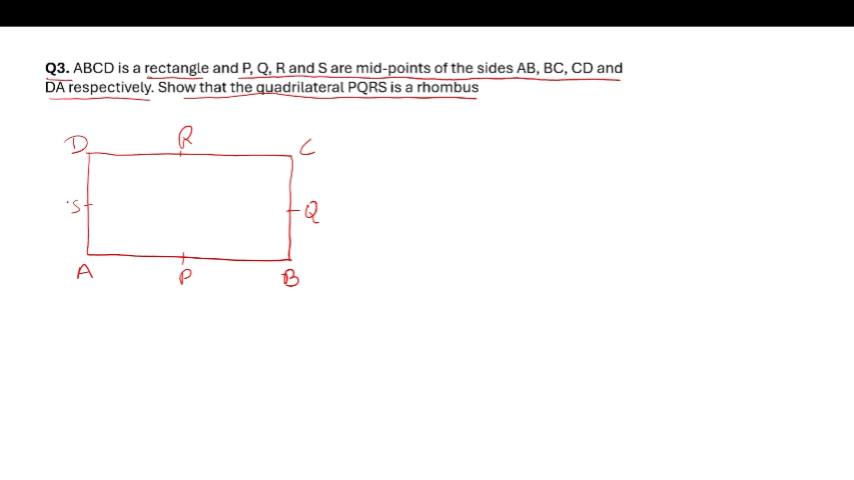 Q3. ABCD is a rectangle and P, Q, R and S are mid-points of the sides AB, BC, CD and
DA respectively. Show that the quadrilateral PQRS is a rhombus
D R C
S Q
A P B